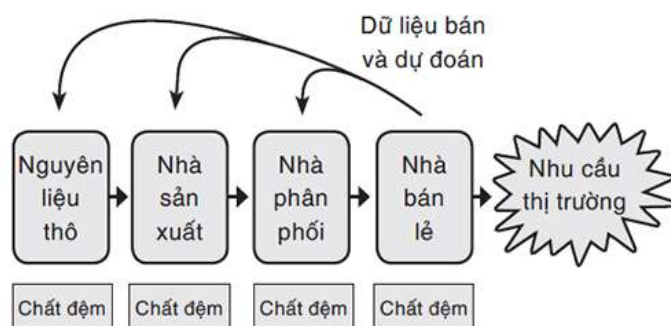 Dữ liệu bán
và dự đoán
Nguyên
liệu
thô
Nhà
sản
xuất
Nhà
phân
phối
Nhà
bán
lẻ
Nhu cầu
thị trường
Chất đệm
Chất đệm
Chất đệm
Chất đệm